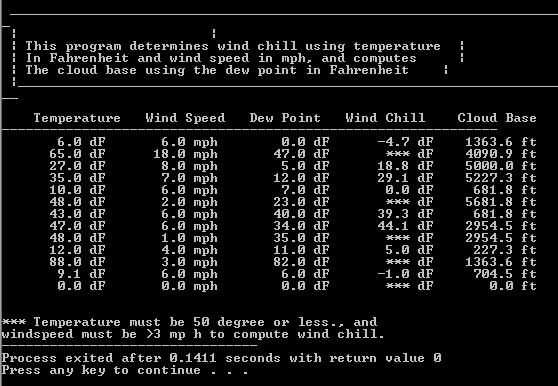 This program determines wind chill using temperature
In Fahrenheit and wind speed in mph, and computes
The cloud base using the dew point in Fahrenheit
Temperature Wind Speed Dew Point Wind Chill Cloud Base
6.0 dF 6.0 mph 0.0 dF -4.7 dF 1363.6 ft
65.0 dF 18.0 mph 47.0 dF *** dF 4090.9 ft
27.0 dF 8.0 mph 5.0 dF 18.8 dF 5000.0 ft
35.0 dF 7.0 mph 12.0 dF 29.1 dF 5227.3 ft
10.0 dF 6.0 mph 7.0 dF 0.0 dF 681.8 ft
48.0 dF 2.0 mph 23.0 dF *** dF 5681.8 ft
43.0 dF 6.0 mph 40.0 dF 39.3 dF 681.8 ft
47.0 dF 6.0 mph 34.0 dF 44.1 dF 2954.5 ft
48.0 dF 1.0 mph 35.0 dF *** dF 2954.5 ft
12.0 dF 4.0 mph 11.0 dF 5.0 dF 227.3 ft
88.0 dF 3.0 mph 82.0 dF *** dF 1363.6 ft
9.1 dF 6.0 mph 6.0 dF -1.0 dF 704.5 ft
0.0 dF 0.0 mph 0.0 dF *** dF 0.0 ft
*** Temperature must be 50 degree or less., and
windspeed must be >3 mp h to compute wind chill.
Process exited after 0.1411 seconds with return value 0
Press any key to continue . . .